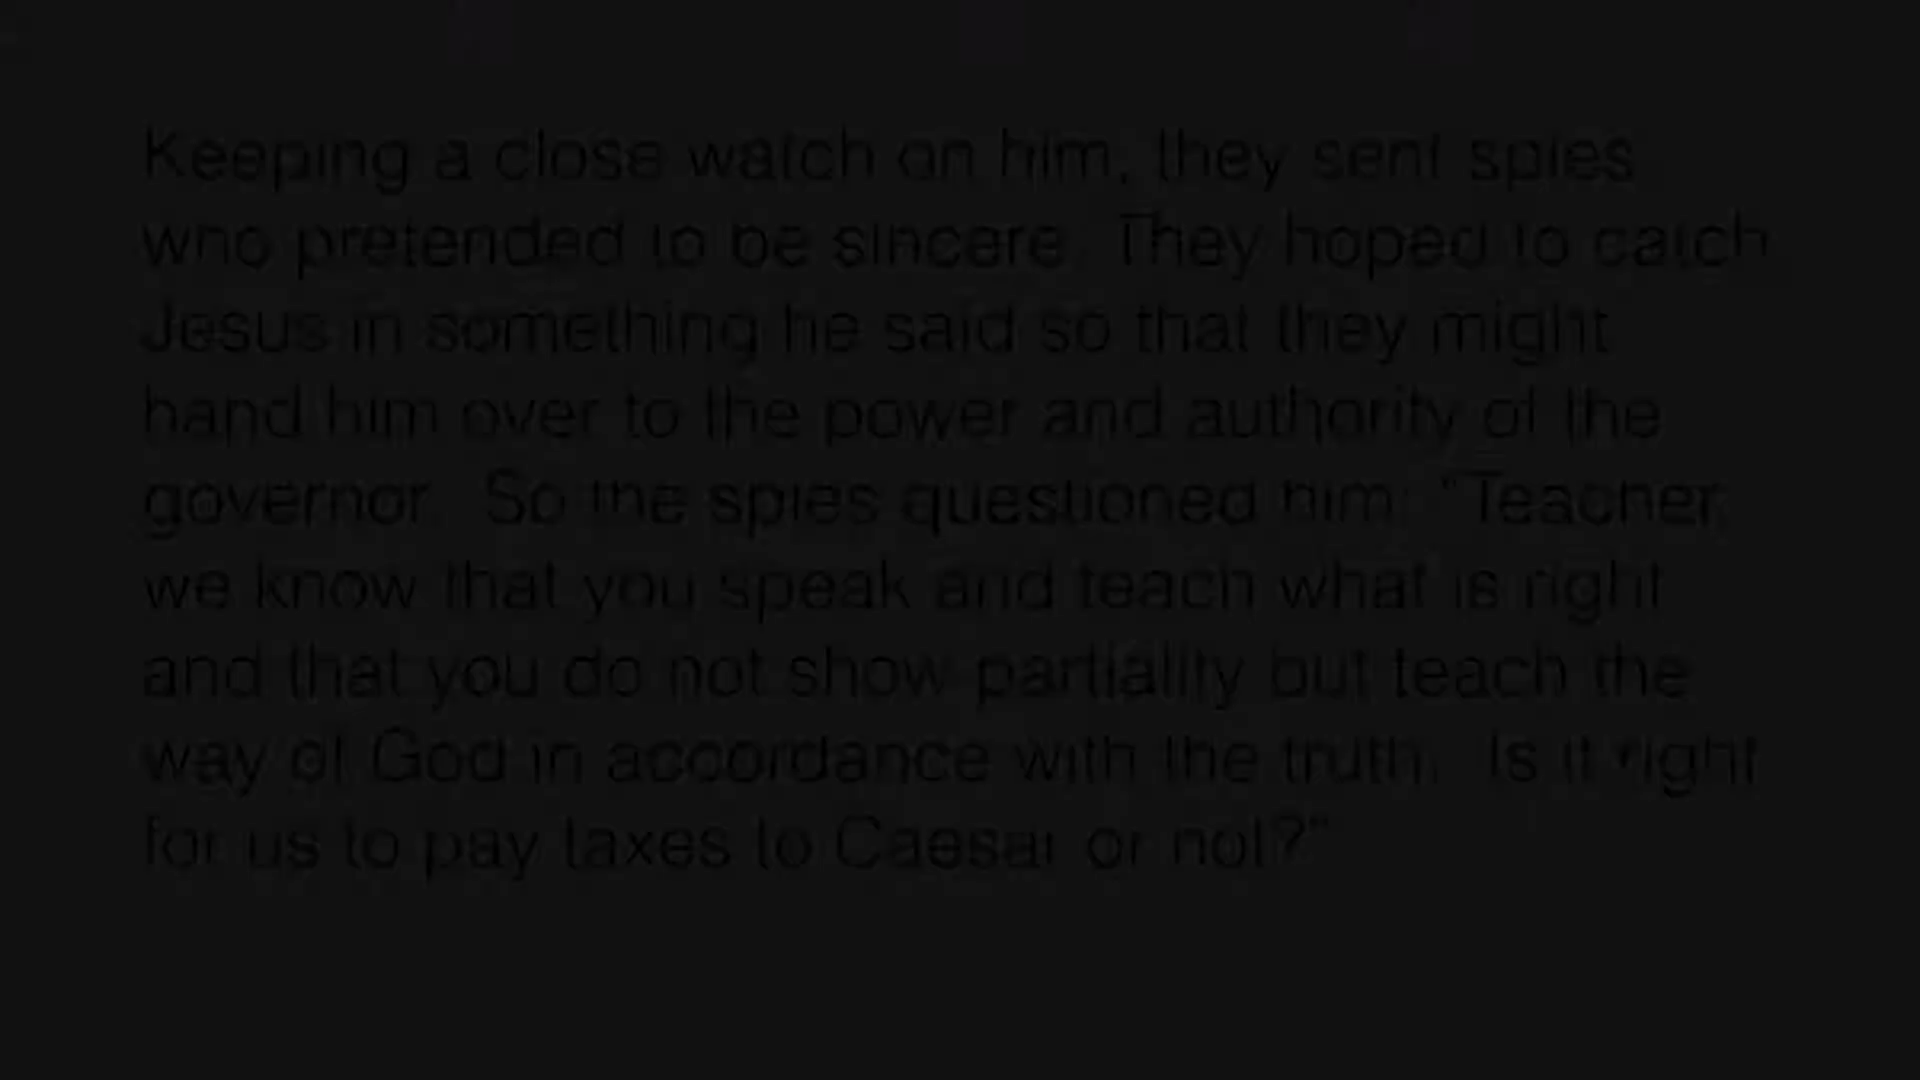 Keeping a close watch on him, they sent spies
who pretended to be sincere. They hoped to catch
Jesus in something he said so that they might
hand him over to the power and authority of the
governor. So the spies questioned him: "Teacher,
we know that you speak and teach what is right
and that you do not show partiality but teach the
way of God in accordance with the truth. Is it right
for us to pay taxes to Caesar or not?"